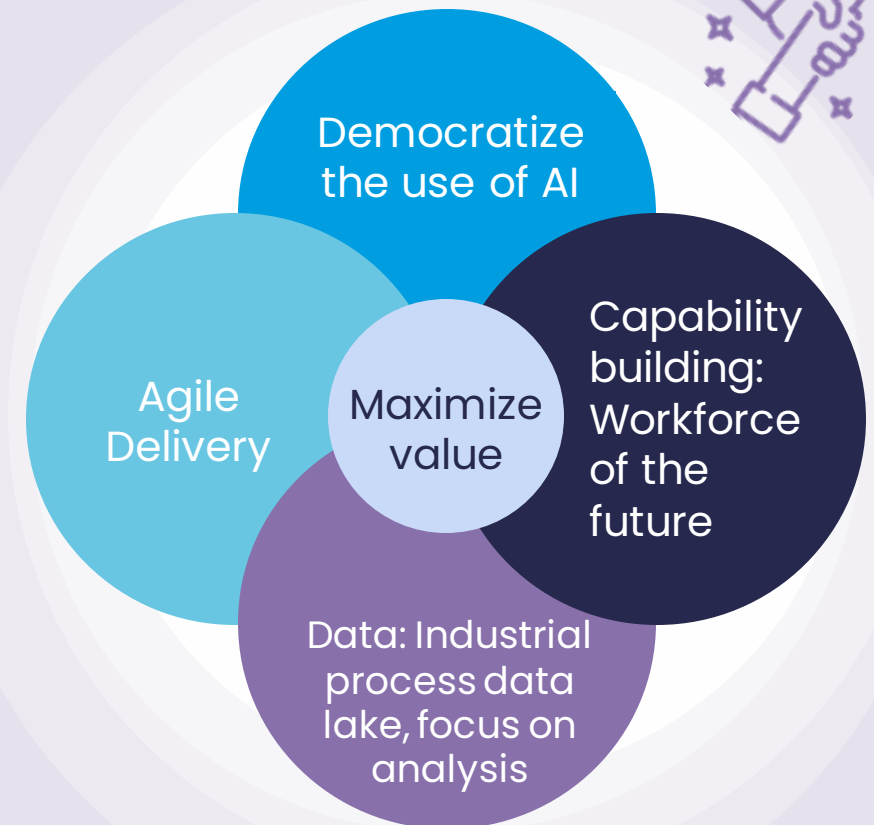 Democratize
the use of AI
Agile
Delivery
Maximize
value
Capability
building:
Workforce
of the
future
Data: Industrial
process data
lake, focus on
analysis